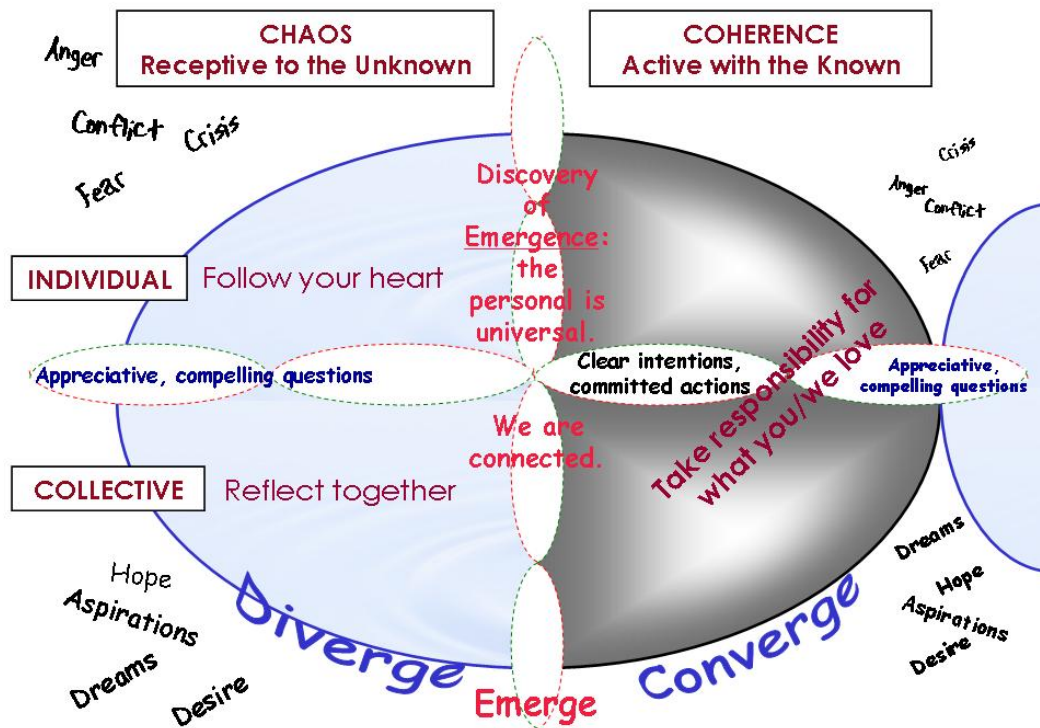 CHAOS
Receptive to the Unknown
COHERENCE
Active with the Known
Anger
Conflict
Crisis
Fear
Crisis
Anger
Conflict
Fear
Discovery
of
Emergence:
the
personal is
universal.
INDIVIDUAL
Follow your heart
Appreciative, compelling questions
Clear intentions,
committed actions
Appreciative,
compelling questions
Take responsibility for
what you/we love
We are
connected.
COLLECTIVE
Reflect together
Hope
Aspirations
Dreams
Desire
Dreams
Hope
Aspirations
Desire
Diverge
Emerge
Converge